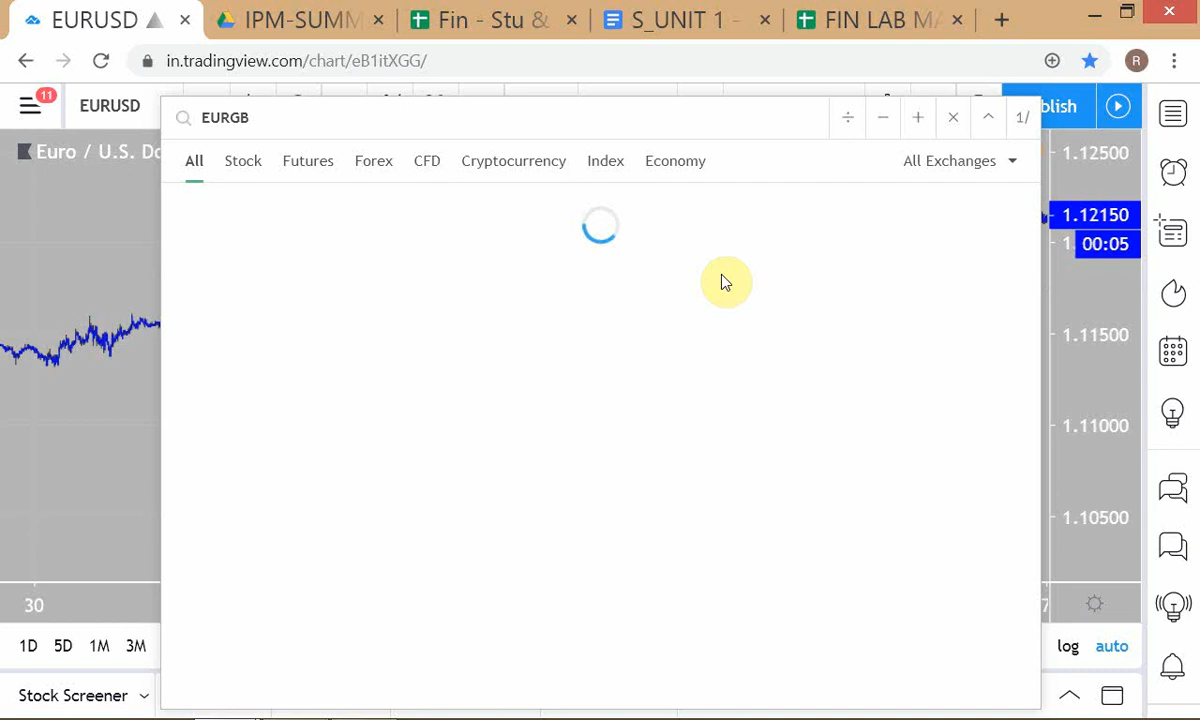 EURUSD
IPM-SUMM
Fin - Stu &
S_UNIT 1 -
FIN LAB MA
in.tradingview.com/chart/eB1itXGG/
R
11
EURUSD
blish
EURGB
÷ − + × ^ 1/
All Stock Futures Forex CFD Cryptocurrency Index Economy
All Exchanges
Euro / U.S. Do
1.12500
1.12150
00:05
1.11500
1.11000
1.10500
30
7
1D 5D 1M 3M
log auto
Stock Screener